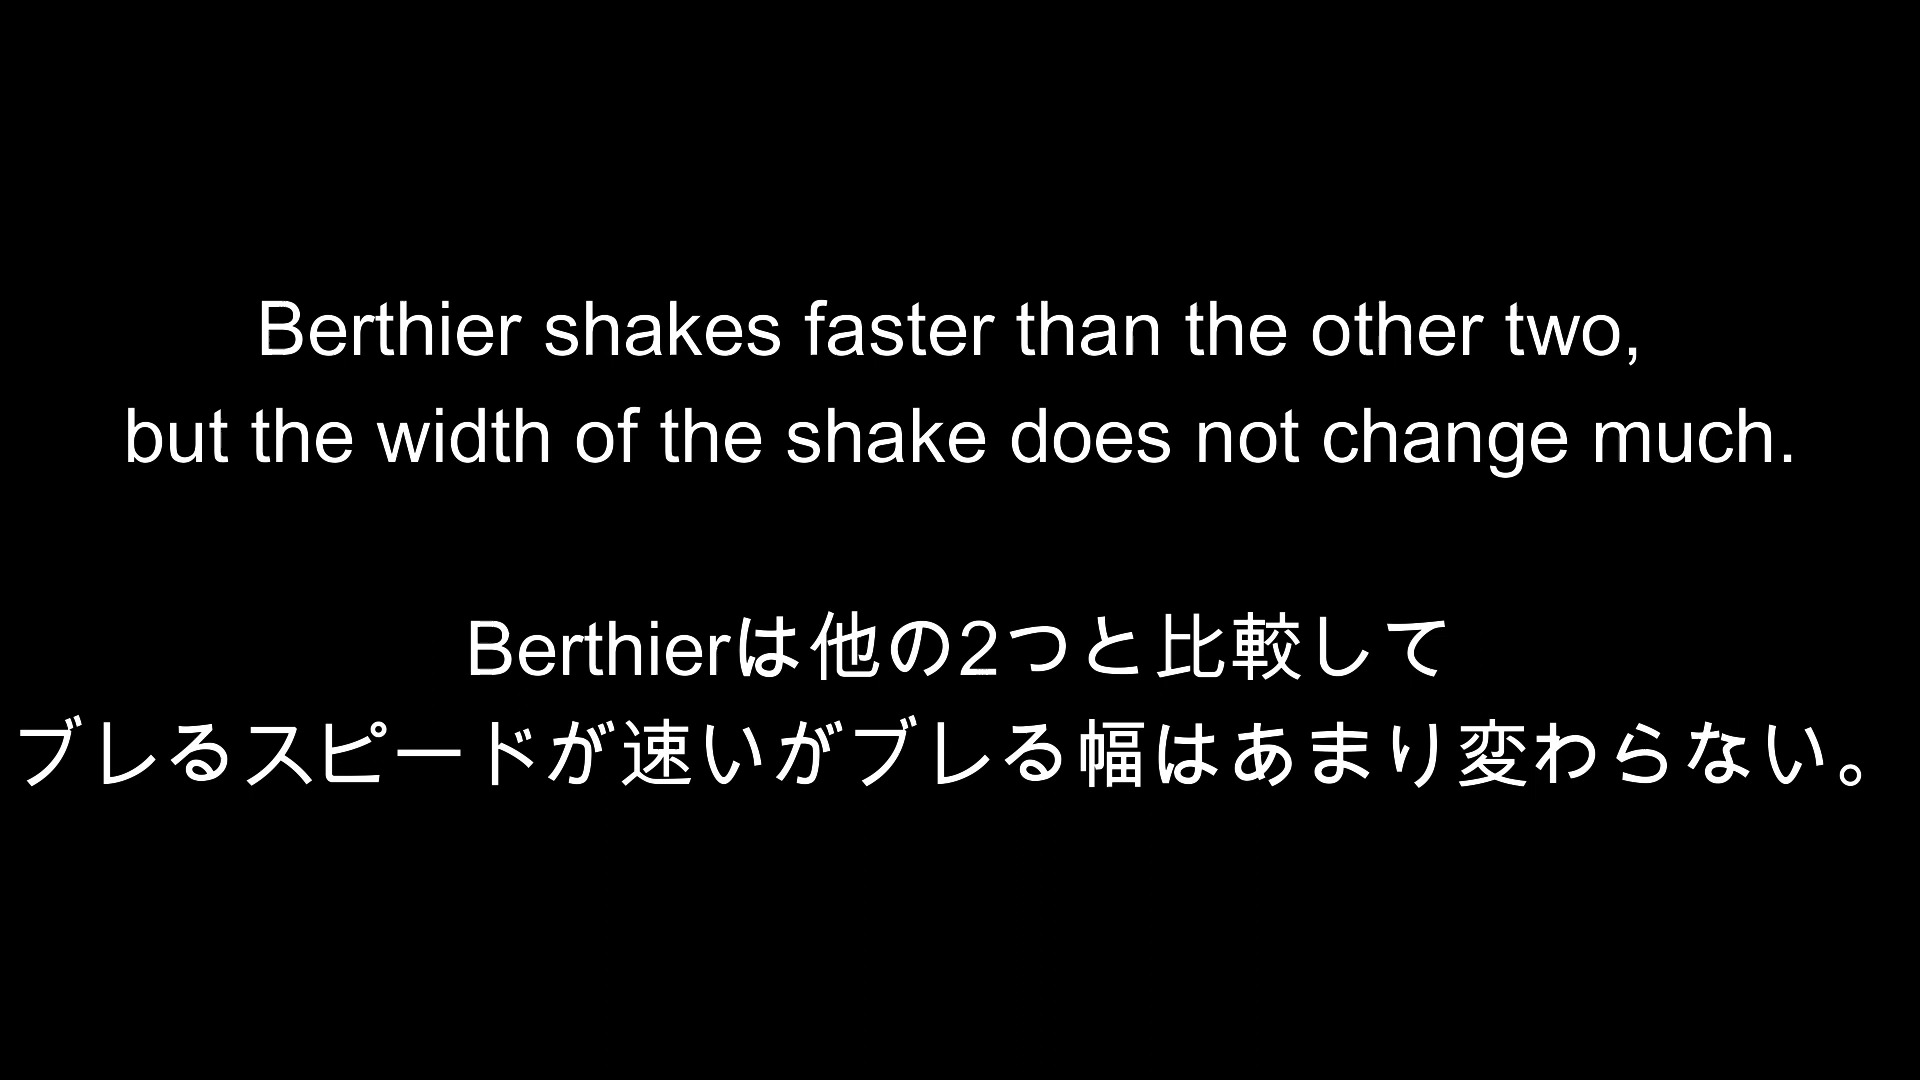 Berthier shakes faster than the other two,
but the width of the shake does not change much.
Berthierは他の2つと比較して
ブレるスピードが速いがブレる幅はあまり変わらない。